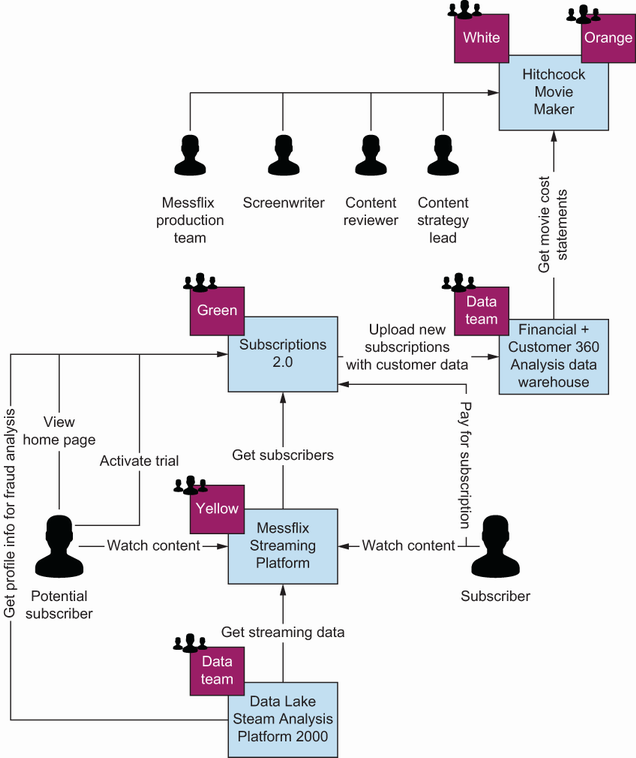 White
Orange
Hitchcock
Movie
Maker
Messflix
production
team
Screenwriter
Content
reviewer
Content
strategy
lead
Get movie cost
statements
Green
Subscriptions
2.0
Upload new
subscriptions
with customer data
Data
team
Financial +
Customer 360
Analysis data
warehouse
Get profile info for fraud analysis
View
home page
Activate trial
Get subscribers
Pay for subscription
Yellow
Messflix
Streaming
Platform
Watch content
Watch content
Potential
subscriber
Subscriber
Get streaming data
Data
team
Data Lake
Steam Analysis
Platform 2000